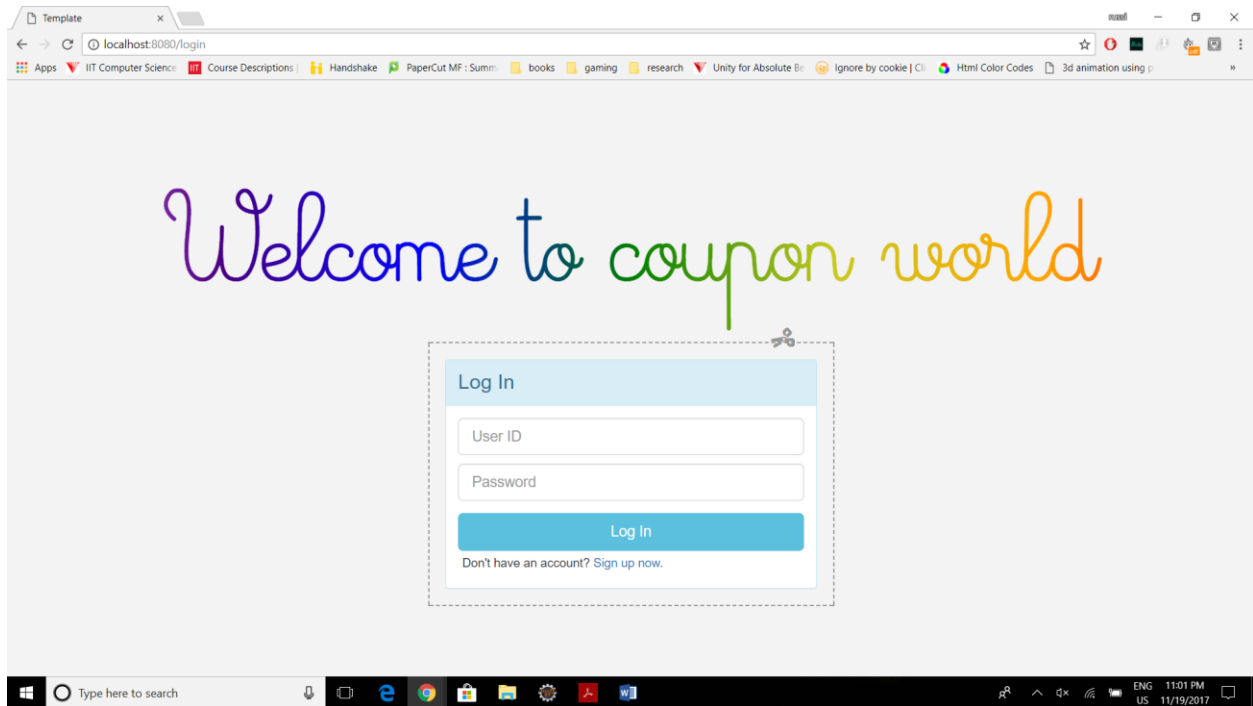 Template
localhost:8080/login
Apps IIT Computer Science Course Descriptions | Handshake PaperCut MF : Summ books gaming research Unity for Absolute Be Ignore by cookie | Cli Html Color Codes 3d animation using p »
Welcome to coupon world
Log In
User ID
Password
Log In
Don't have an account? Sign up now.
Type here to search
ENG 11:01 PM
US 11/19/2017